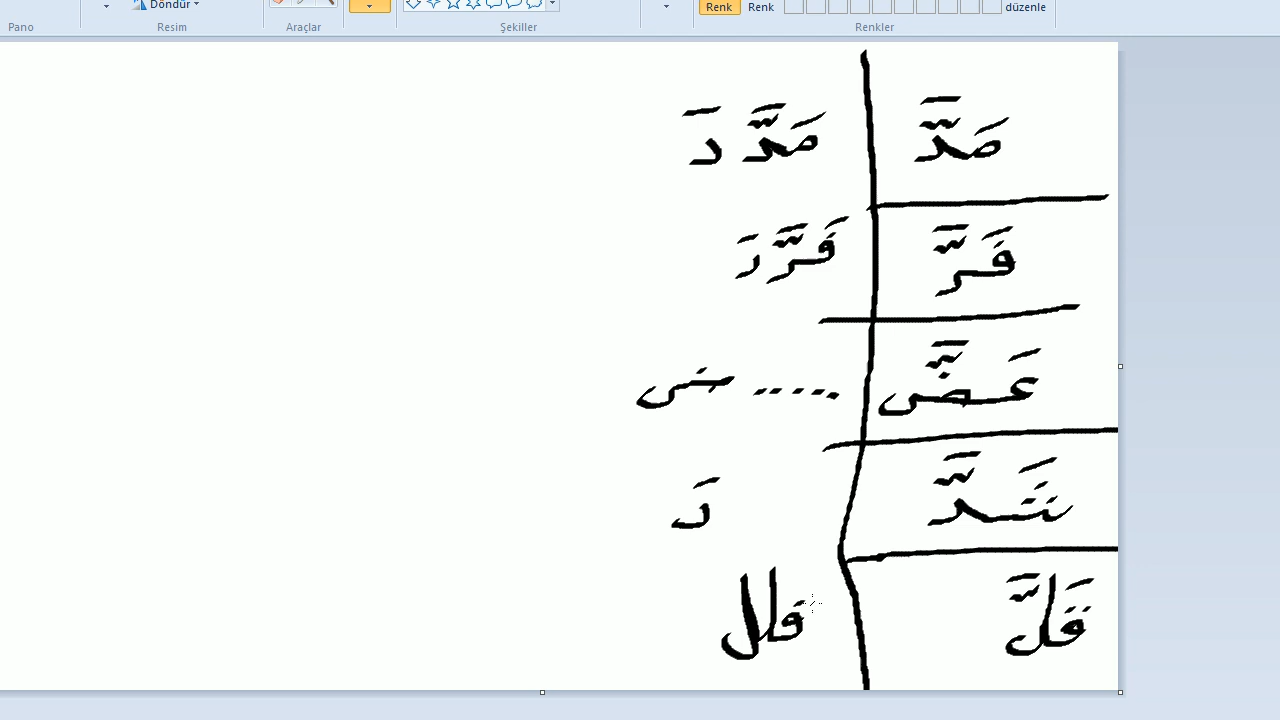 Döndür Renk Renk düzenle
Pano Resim Araçlar Şekiller Renkler
مَدَّ مَدَّ دَ
فَرَّ فَرَّ رَ
عَضَّ ..... ض
شَدَّ دَ
قَلَّ قلل